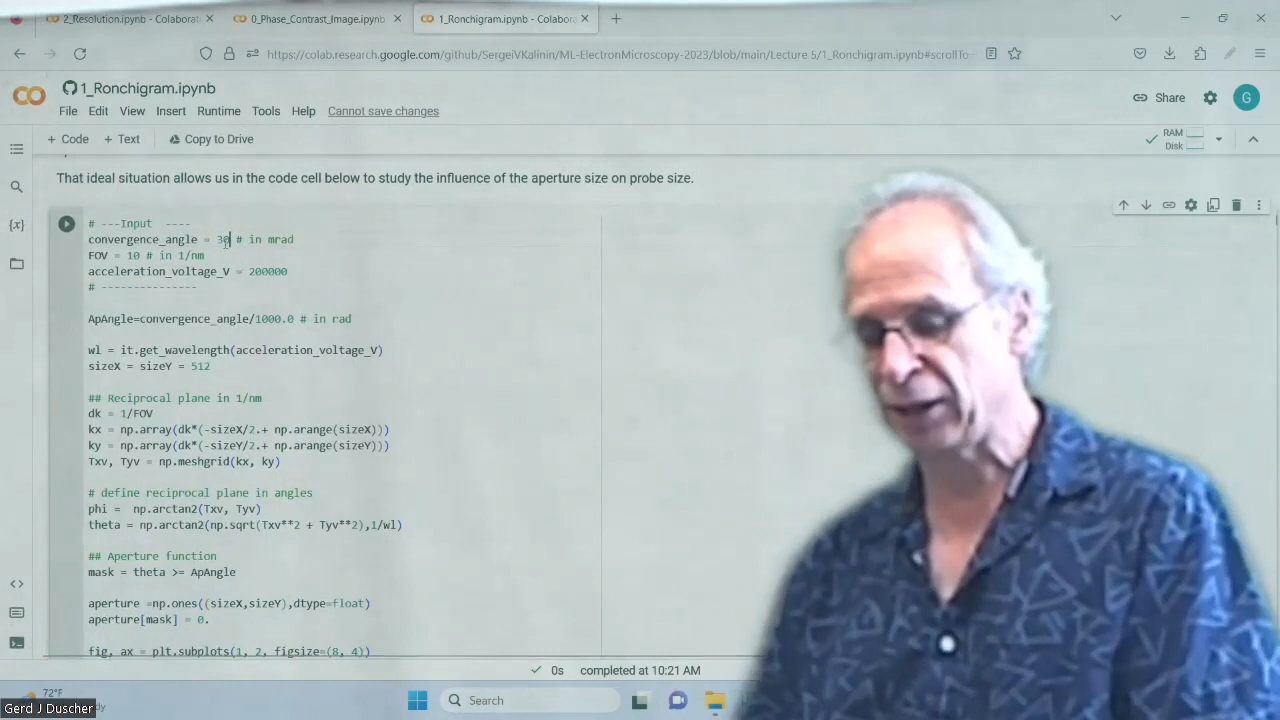 2_Resolution.ipynb - Colaborat
0_Phase_Contrast_Image.ipynb
1_Ronchigram.ipynb - Colabora
https://colab.research.google.com/github/SergeiVKalinin/ML-ElectronMicroscopy-2023/blob/main/Lecture 5/1_Ronchigram.ipynb#scrollTo
1_Ronchigram.ipynb
Share
G
File Edit View Insert Runtime Tools Help Cannot save changes
+ Code + Text Copy to Drive
RAM
Disk
That ideal situation allows us in the code cell below to study the influence of the aperture size on probe size.
# ---Input ----
convergence_angle = 30 # in mrad
FOV = 10 # in 1/nm
acceleration_voltage_V = 200000
# ---------------
ApAngle=convergence_angle/1000.0 # in rad
wl = it.get_wavelength(acceleration_voltage_V)
sizeX = sizeY = 512
## Reciprocal plane in 1/nm
dk = 1/FOV
kx = np.array(dk*(-sizeX/2.+ np.arange(sizeX)))
ky = np.array(dk*(-sizeY/2.+ np.arange(sizeY)))
Txv, Tyv = np.meshgrid(kx, ky)
# define reciprocal plane in angles
phi = np.arctan2(Txv, Tyv)
theta = np.arctan2(np.sqrt(Txv**2 + Tyv**2),1/wl)
## Aperture function
mask = theta >= ApAngle
aperture =np.ones((sizeX,sizeY),dtype=float)
aperture[mask] = 0.
fig, ax = plt.subplots(1, 2, figsize=(8, 4))
0s completed at 10:21 AM
72°F
Search
Gerd J Duscher